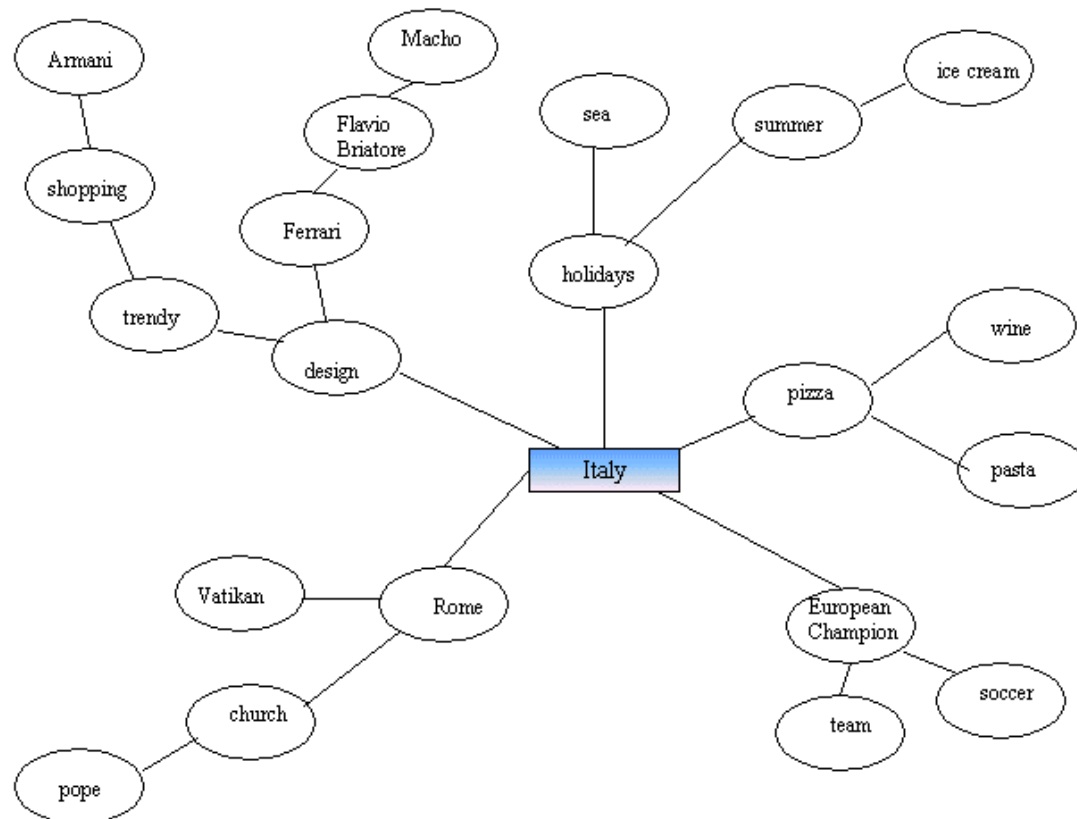 Macho
Armani
ice cream
sea
summer
Flavio
Briatore
shopping
Ferrari
holidays
trendy
wine
design
pizza
Italy
pasta
Vatikan
Rome
European
Champion
soccer
church
team
pope